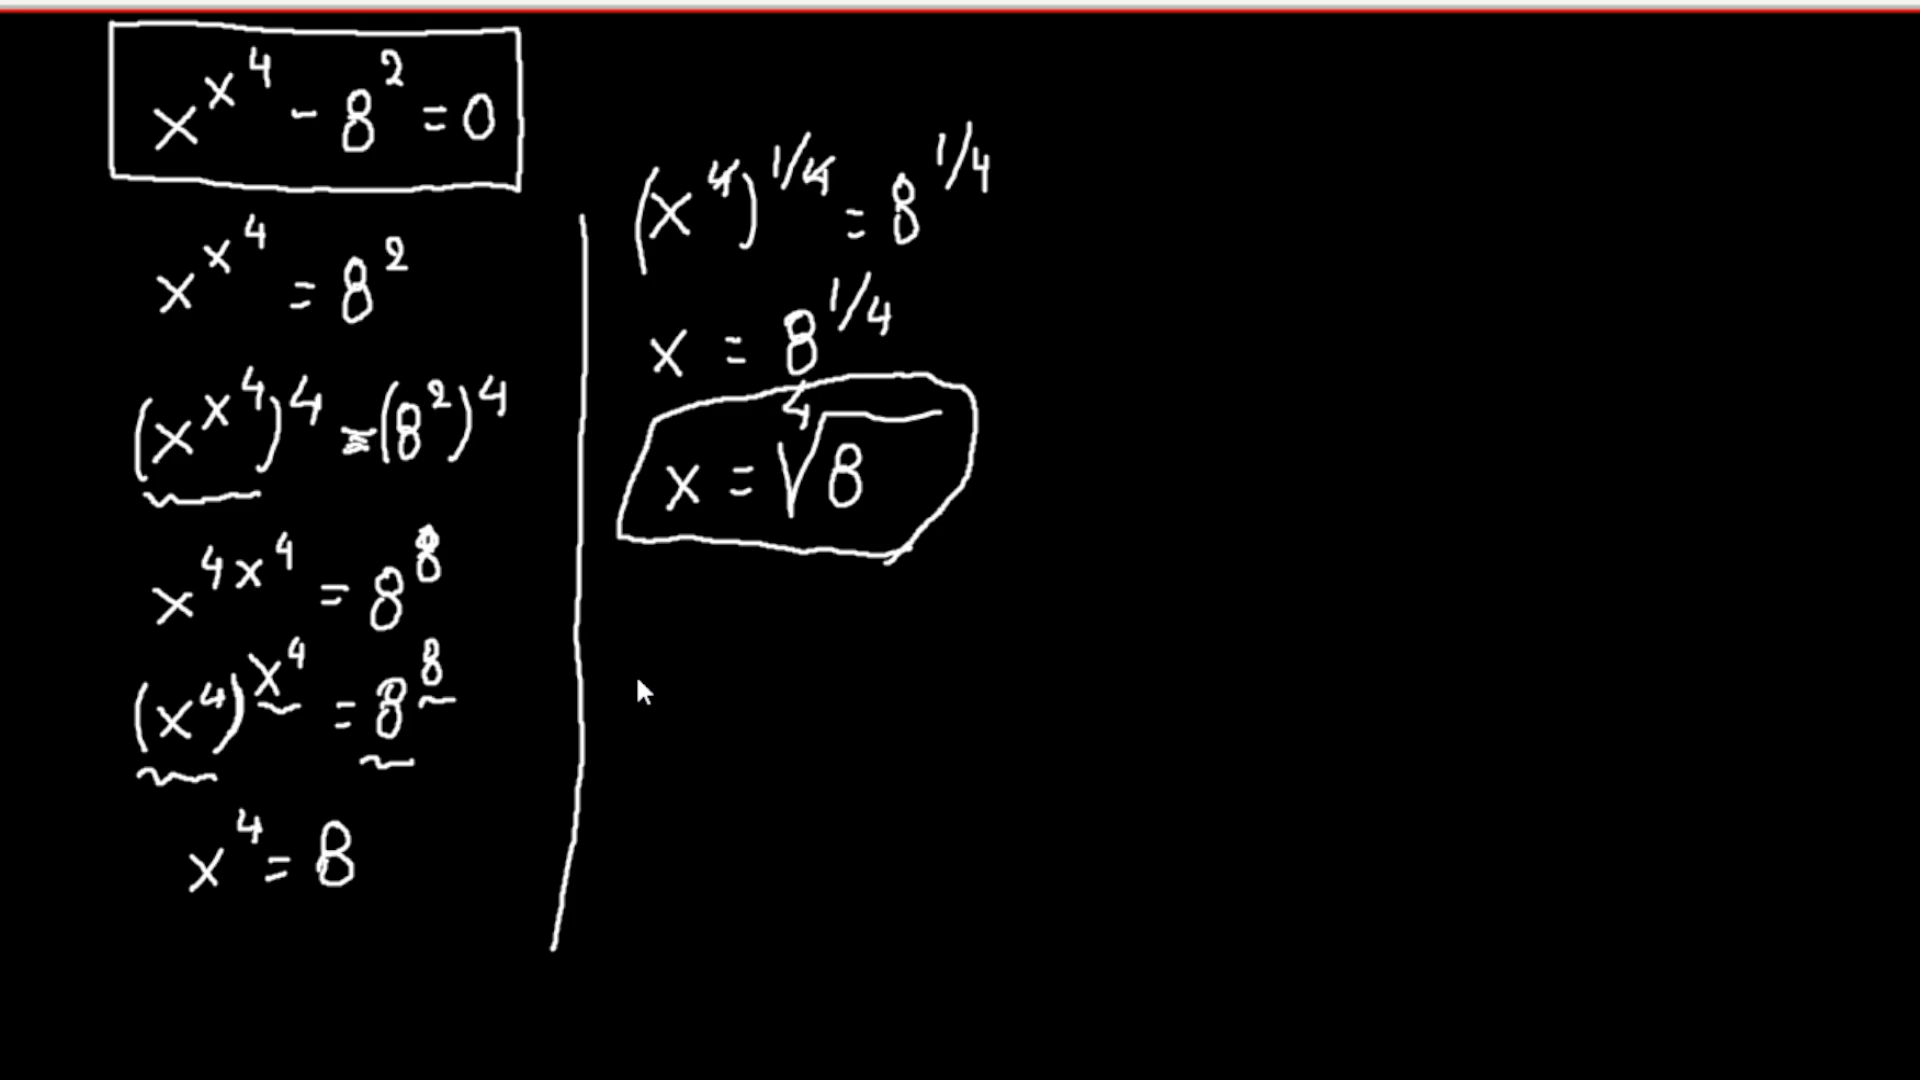 x^{x^4} - 8^2 = 0
x^{x^4} = 8^2
(x^{x^4})^4 = (8^2)^4
x^{4x^4} = 8^8
(x^4)^{x^4} = 8^8
x^4 = 8
(x^4)^{1/4} = 8^{1/4}
x = 8^{1/4}
x = ∜8